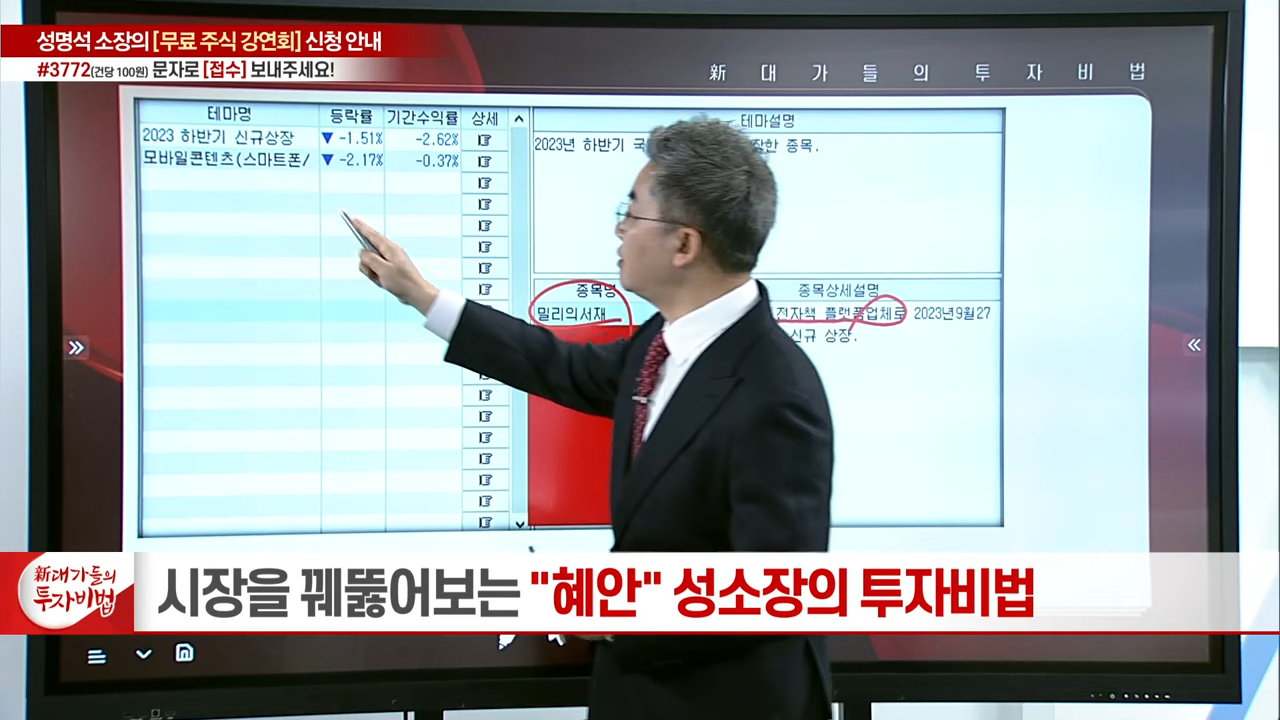 성명석 소장의 [무료 주식 강연회] 신청 안내
#3772(건당 100원) 문자로 [접수] 보내주세요!
新 대 가 들 의 투 자 비 법
테마명 등락률 기간수익률 상세
2023 하반기 신규상장 ▼ -1.51% -2.62%
모바일콘텐츠(스마트폰/ ▼ -2.17% -0.37%
테마설명
2023년 하반기 국 장한 종목.
종목명 종목상세설명
밀리의서재 전자책 플랫폼업체로 2023년9월27
신규 상장.
新대가들의
투자비법
시장을 꿰뚫어보는 "혜안" 성소장의 투자비법